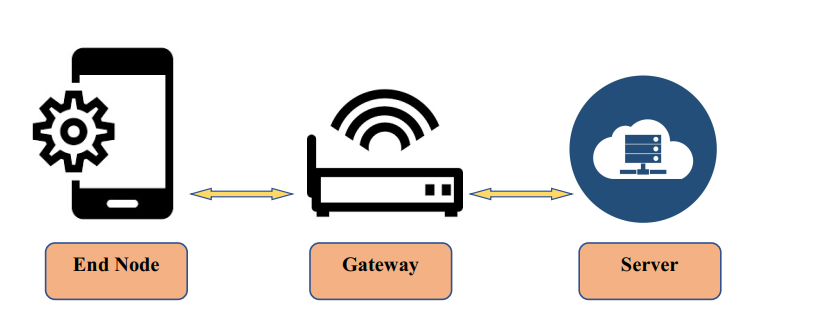 End Node
Gateway
Server